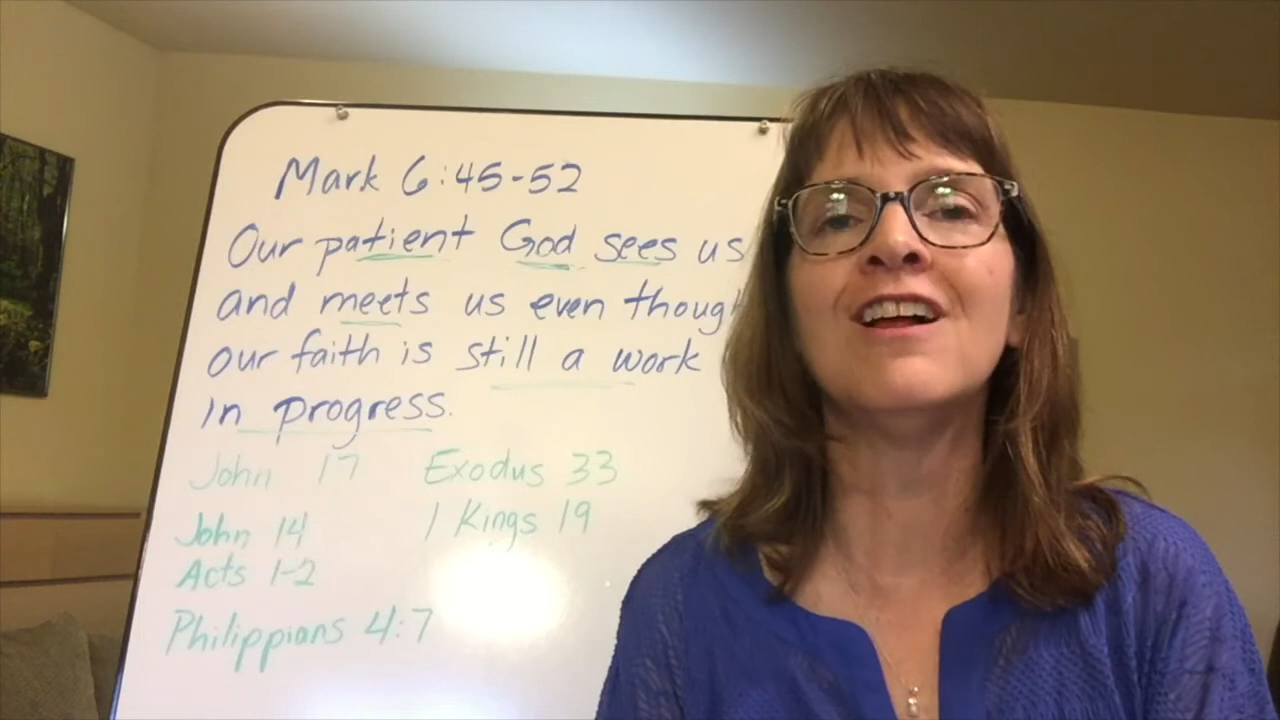 Mark 6:45-52
Our patient God sees us
and meets us even though
our faith is still a work
in progress.
John 17 Exodus 33
John 14 1 Kings 19
Acts 1-2
Philippians 4:7